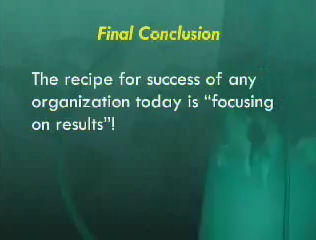 Final Conclusion
The recipe for success of any
organization today is “focusing
on results”!